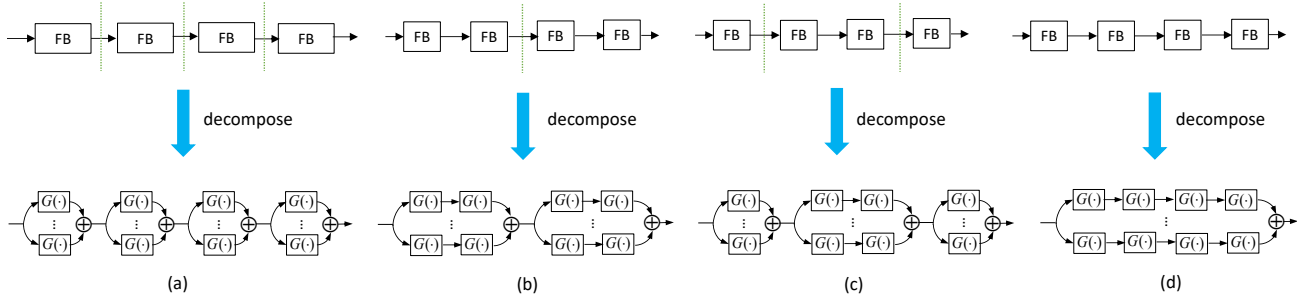 FB FB FB FB FB FB FB FB FB FB FB FB FB FB FB FB
decompose decompose decompose decompose
G(·) G(·) G(·) G(·) G(·) G(·) G(·) G(·) G(·) G(·) G(·) G(·) G(·) G(·) G(·) G(·)
⋮ ⋮ ⋮ ⋮ ⋮ ⋮ ⋮ ⋮ ⋮ ⋮
G(·) G(·) G(·) G(·) G(·) G(·) G(·) G(·) G(·) G(·) G(·) G(·) G(·) G(·) G(·) G(·)
(a) (b) (c) (d)